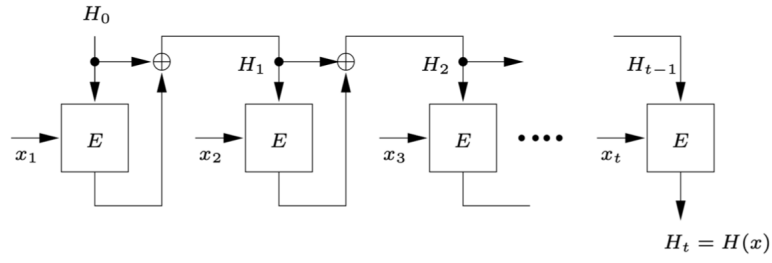 H₀
H₁ H₂ Hₜ₋₁
E E E E
x₁ x₂ x₃ xₜ
Hₜ = H(x)